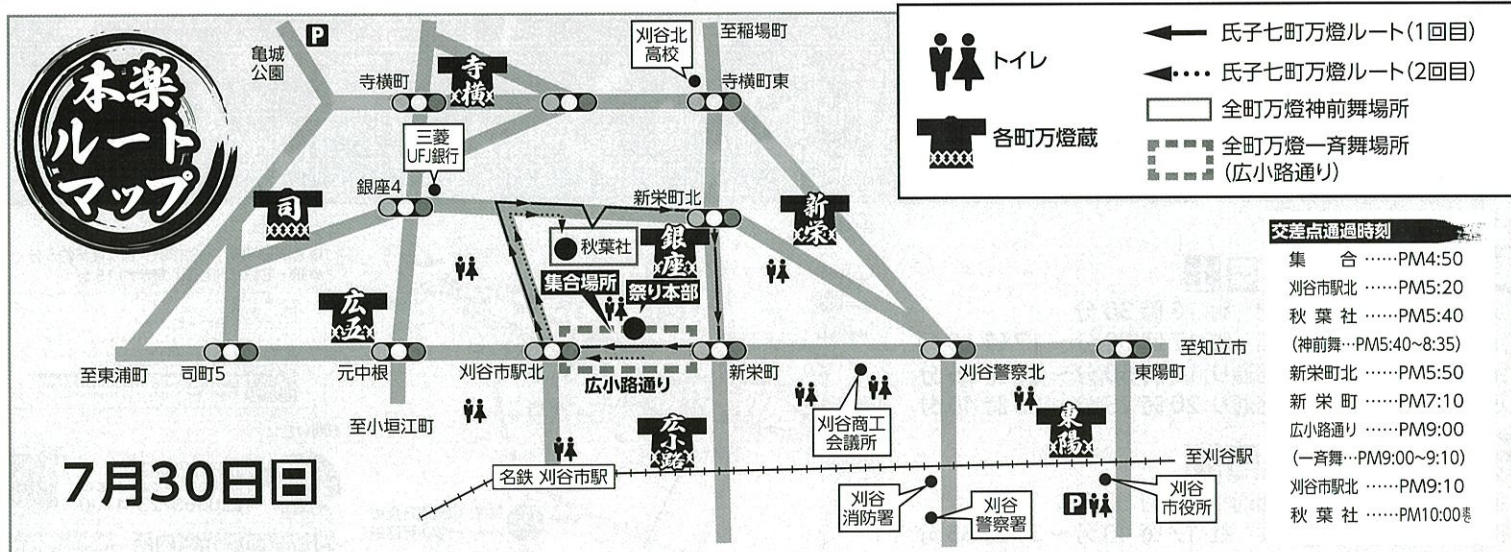 本楽
ルート
マップ
7月30日日
亀城
公園
P
寺横町
寺横
至稲場町
刈谷北
高校
寺横町東
三菱
UFJ銀行
銀座4
司
新栄町北
新栄
秋葉社
銀座
集合場所
祭り本部
広五
至東浦町
司町5
元中根
刈谷市駅北
広小路通り
新栄町
刈谷警察北
東陽町
至知立市
至小垣江町
広小路
刈谷商工
会議所
東陽
名鉄 刈谷市駅
至刈谷駅
刈谷
消防署
刈谷
警察署
P
刈谷
市役所
トイレ
各町万燈蔵
氏子七町万燈ルート(1回目)
氏子七町万燈ルート(2回目)
全町万燈神前舞場所
全町万燈一斉舞場所
(広小路通り)
交差点通過時刻
集 合 ……PM4:50
刈谷市駅北 ……PM5:20
秋 葉 社 ……PM5:40
(神前舞…PM5:40~8:35)
新栄町北 ……PM5:50
新 栄 町 ……PM7:10
広小路通り ……PM9:00
(一斉舞…PM9:00~9:10)
刈谷市駅北 ……PM9:10
秋 葉 社 ……PM10:00